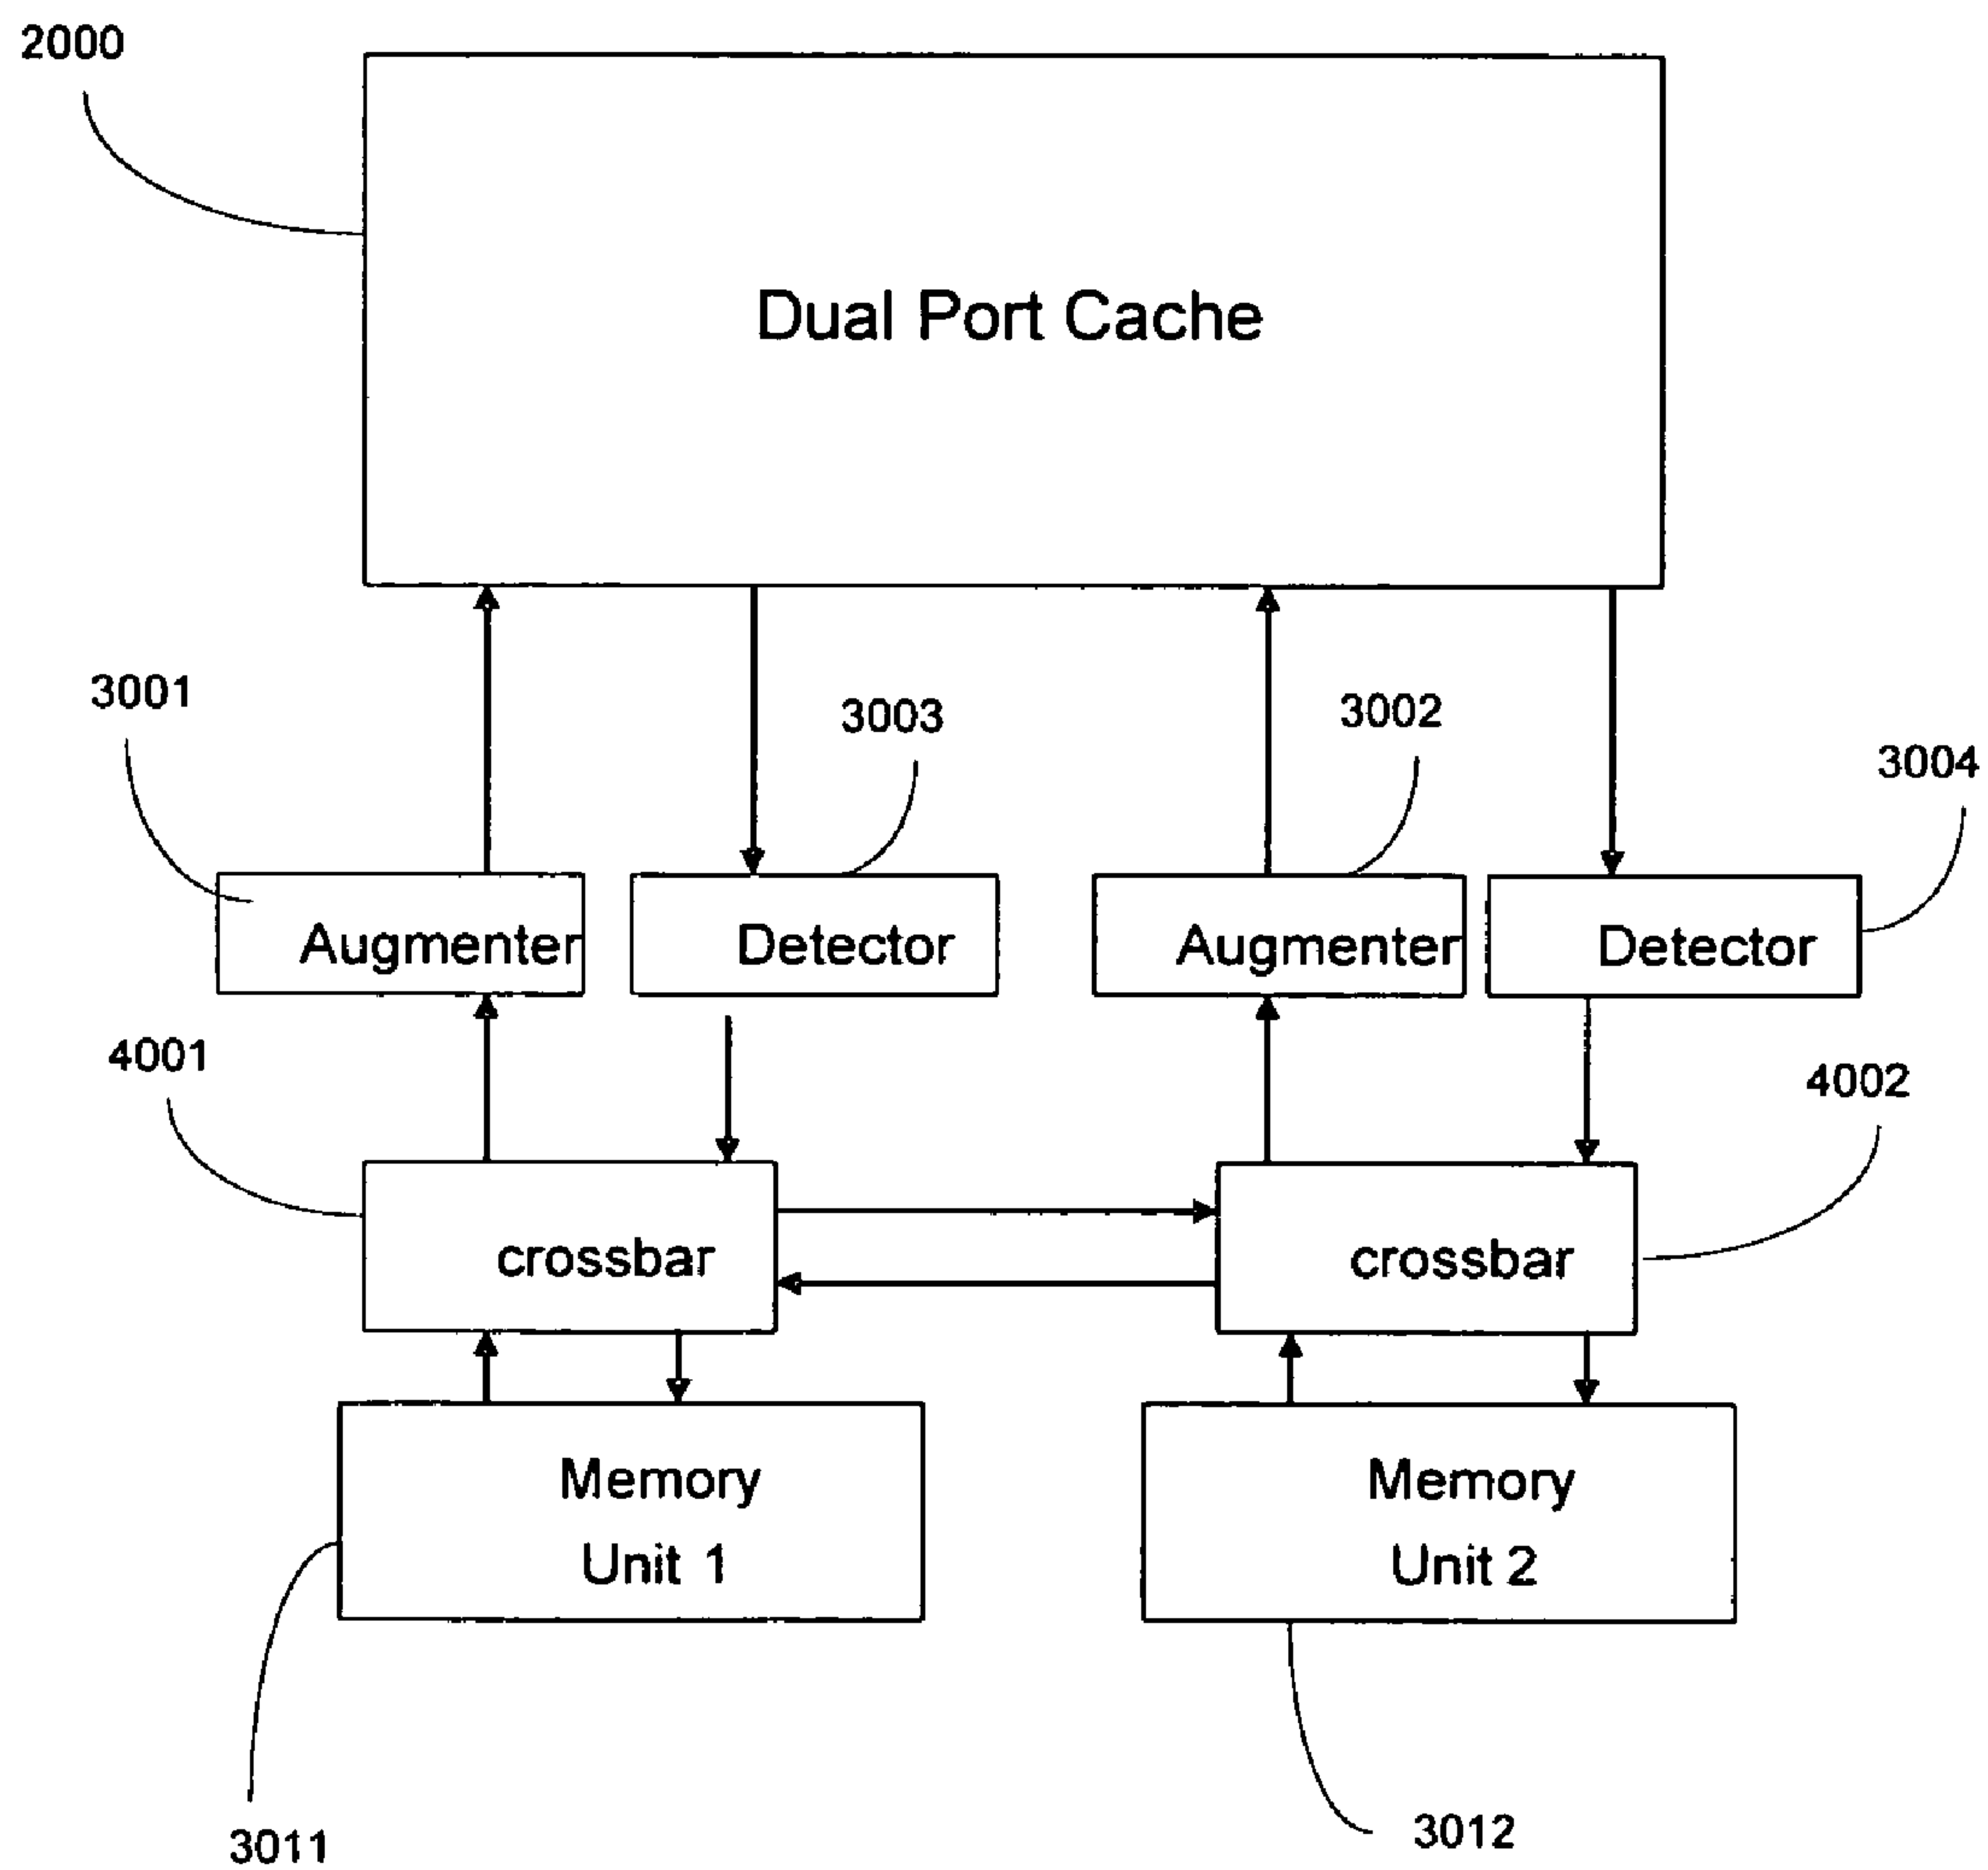 2000
Dual Port Cache
3001
3003
3002
3004
Augmenter
Detector
Augmenter
Detector
4001
4002
crossbar
crossbar
Memory
Unit 1
Memory
Unit 2
3011
3012